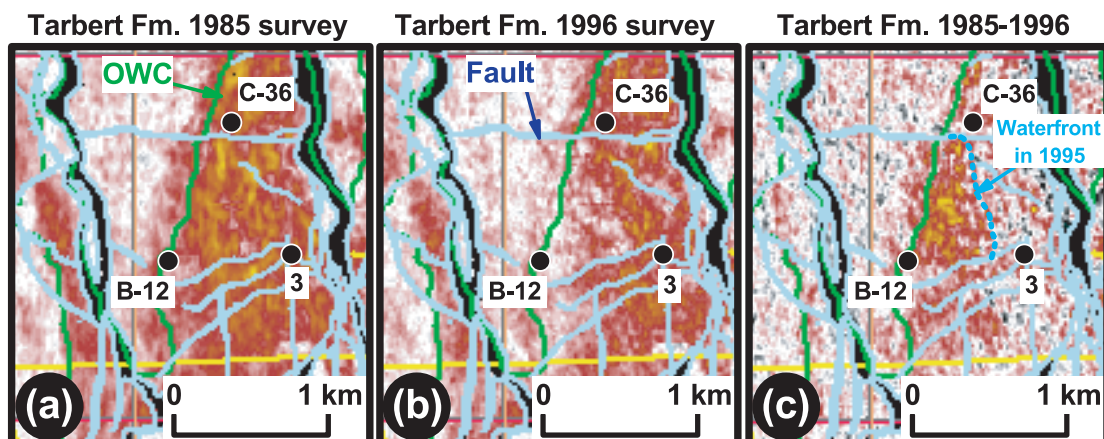 Tarbert Fm. 1985 survey
OWC
C-36
B-12
3
(a)
0
1 km
Tarbert Fm. 1996 survey
Fault
C-36
B-12
3
(b)
0
1 km
Tarbert Fm. 1985-1996
C-36
Waterfront
in 1995
B-12
3
(c)
0
1 km